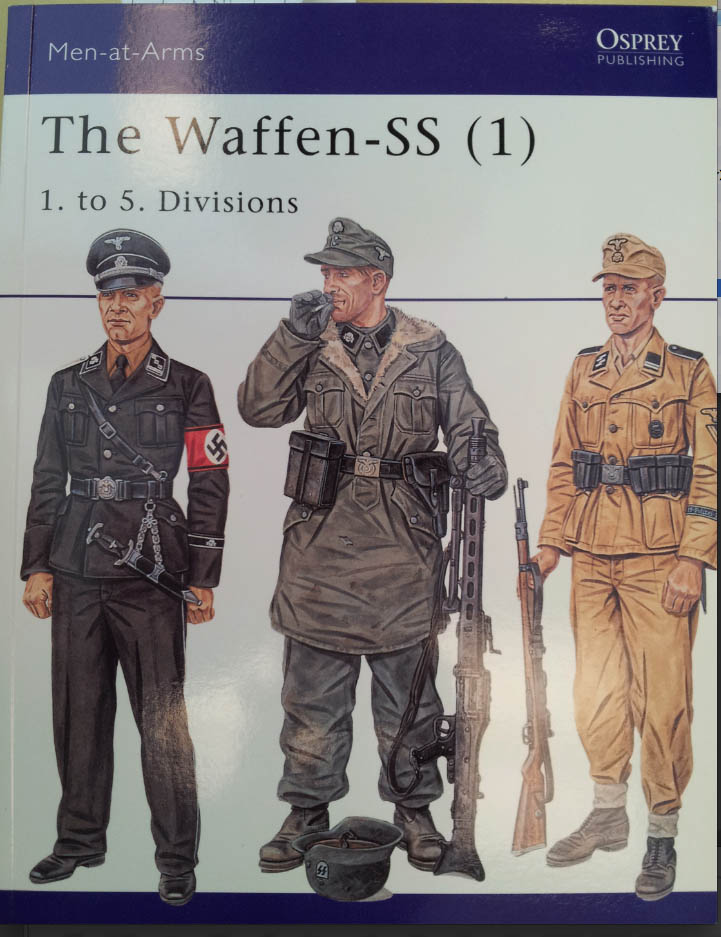 Men-at-Arms
OSPREY
PUBLISHING
The Waffen-SS (1)
1. to 5. Divisions